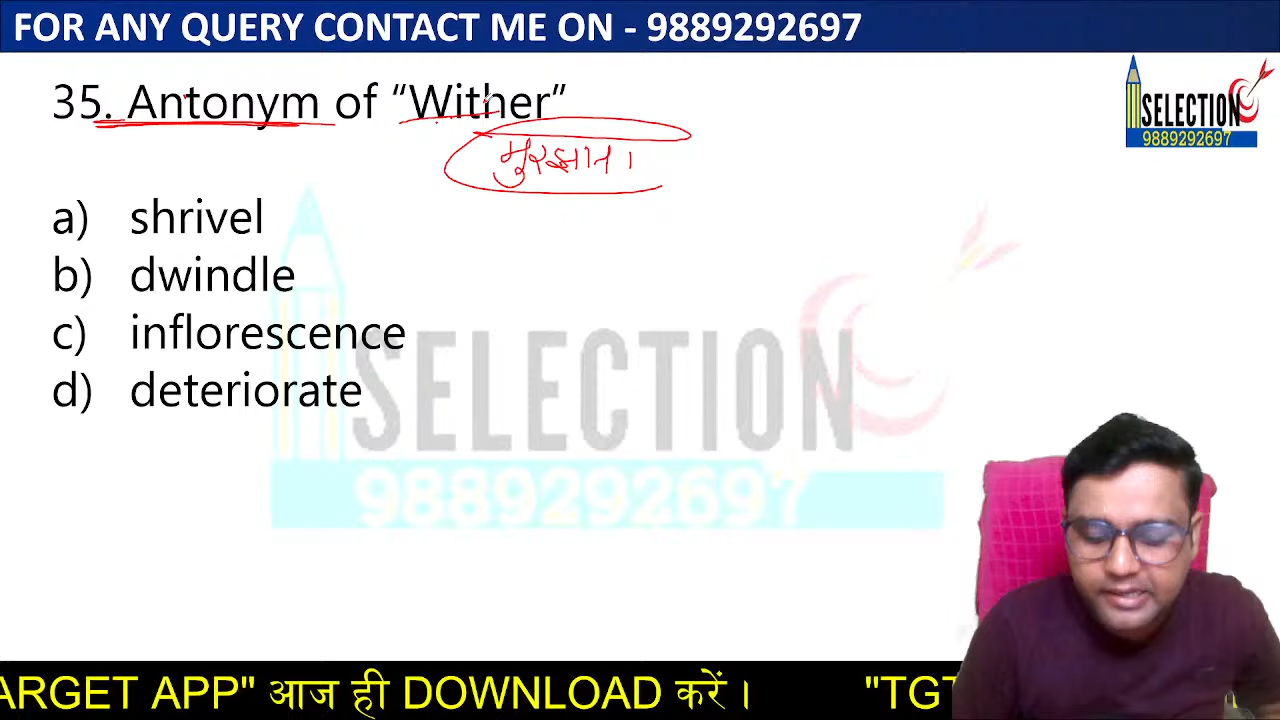 FOR ANY QUERY CONTACT ME ON - 9889292697
SELECTION
9889292697
35. Antonym of “Wither”
मुरझाना
a) shrivel
b) dwindle
c) inflorescence
d) deteriorate
SELECTION
9889292697
ARGET APP" आज ही DOWNLOAD करें। "TGT